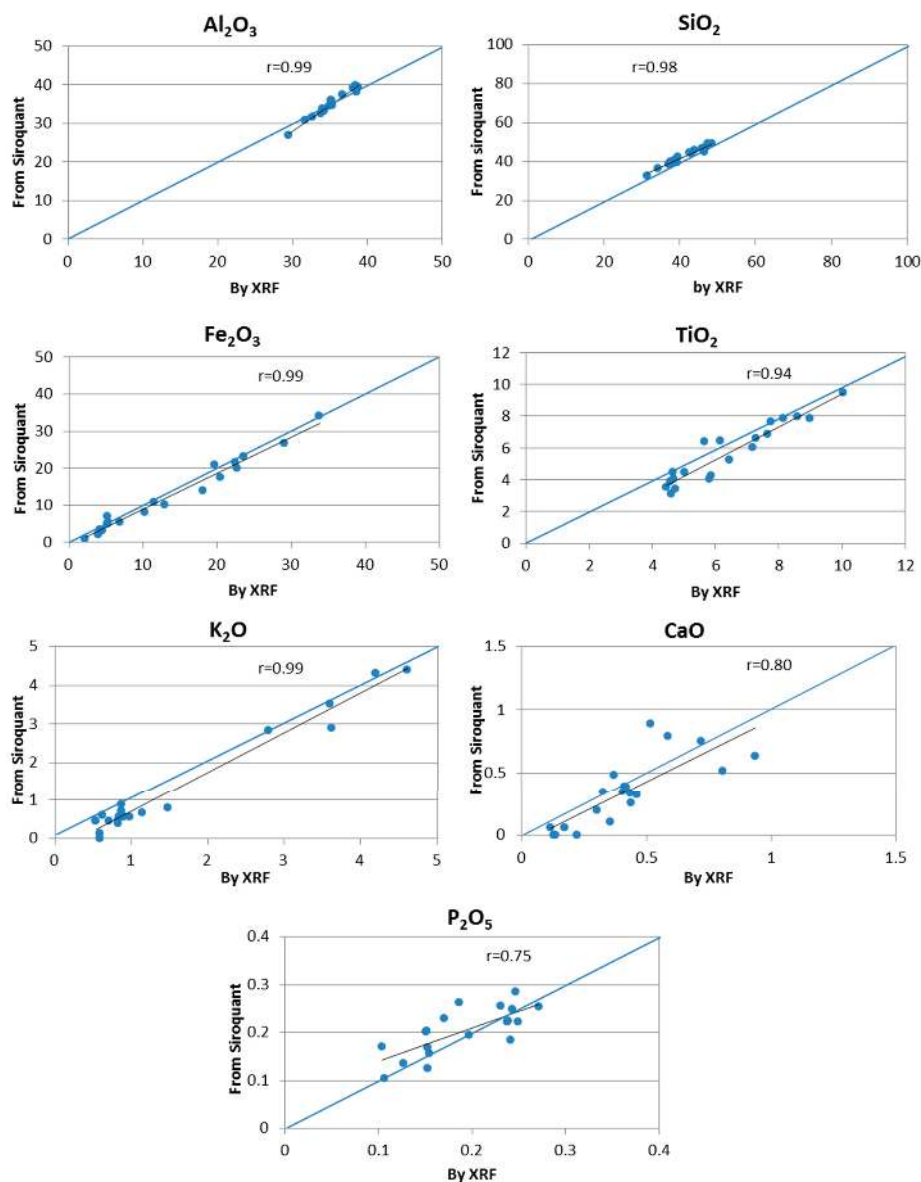 Al₂O₃
50
40
30
20
10
0
From Siroquant
r=0.99
0 10 20 30 40 50
By XRF
SiO₂
100
80
60
40
20
0
From siroquant
r=0.98
0 20 40 60 80 100
by XRF
Fe₂O₃
50
40
30
20
10
0
From Siroquant
r=0.99
0 10 20 30 40 50
By XRF
TiO₂
12
10
8
6
4
2
0
From Siroquant
r=0.94
0 2 4 6 8 10 12
By XRF
K₂O
5
4
3
2
1
0
From Siroquant
r=0.99
0 1 2 3 4 5
By XRF
CaO
1.5
1
0.5
0
From Siroquant
r=0.80
0 0.5 1 1.5
By XRF
P₂O₅
0.4
0.3
0.2
0.1
0
From Siroquant
r=0.75
0 0.1 0.2 0.3 0.4
By XRF